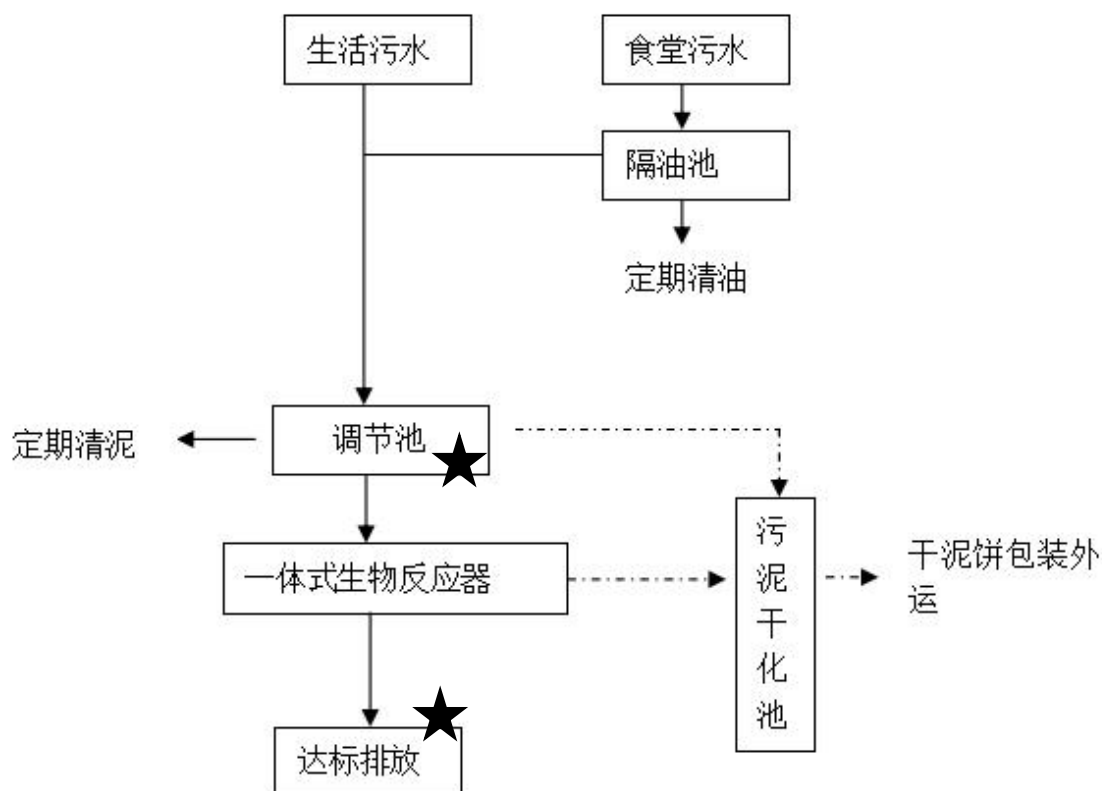 生活污水
食堂污水
隔油池
定期清油
调节池
定期清泥
一体式生物反应器
污
泥
干
化
池
干泥饼包装外
运
达标排放